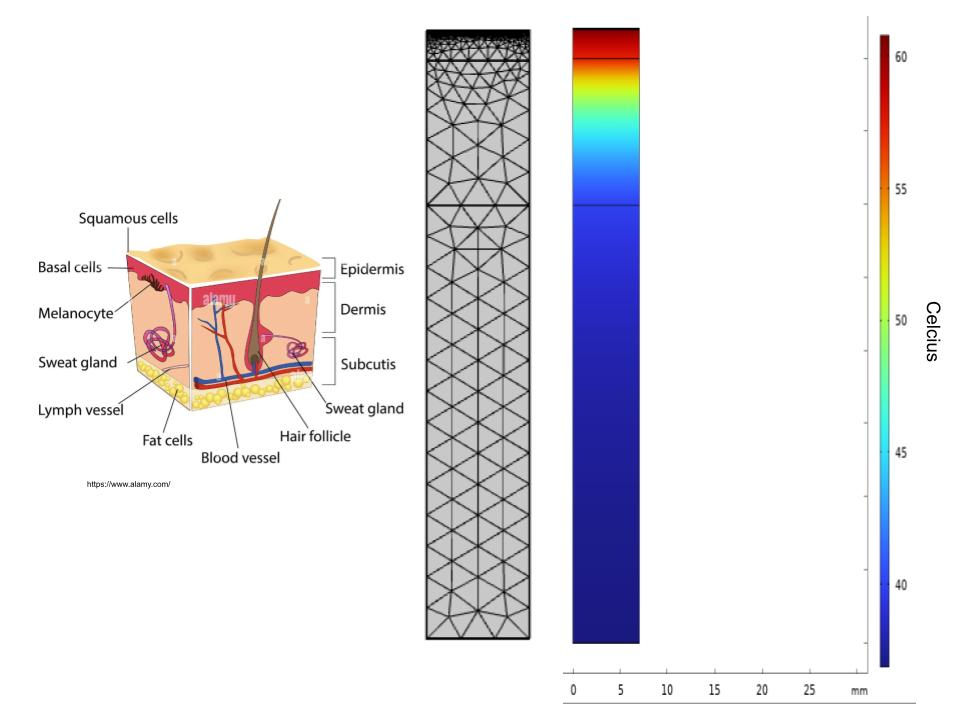 Squamous cells
Basal cells
Melanocyte
Sweat gland
Lymph vessel
Fat cells
Blood vessel
Hair follicle
Sweat gland
Epidermis
Dermis
Subcutis
alamy
a
a
a
https://www.alamy.com/
60
55
50
45
40
Celcius
0 5 10 15 20 25 mm